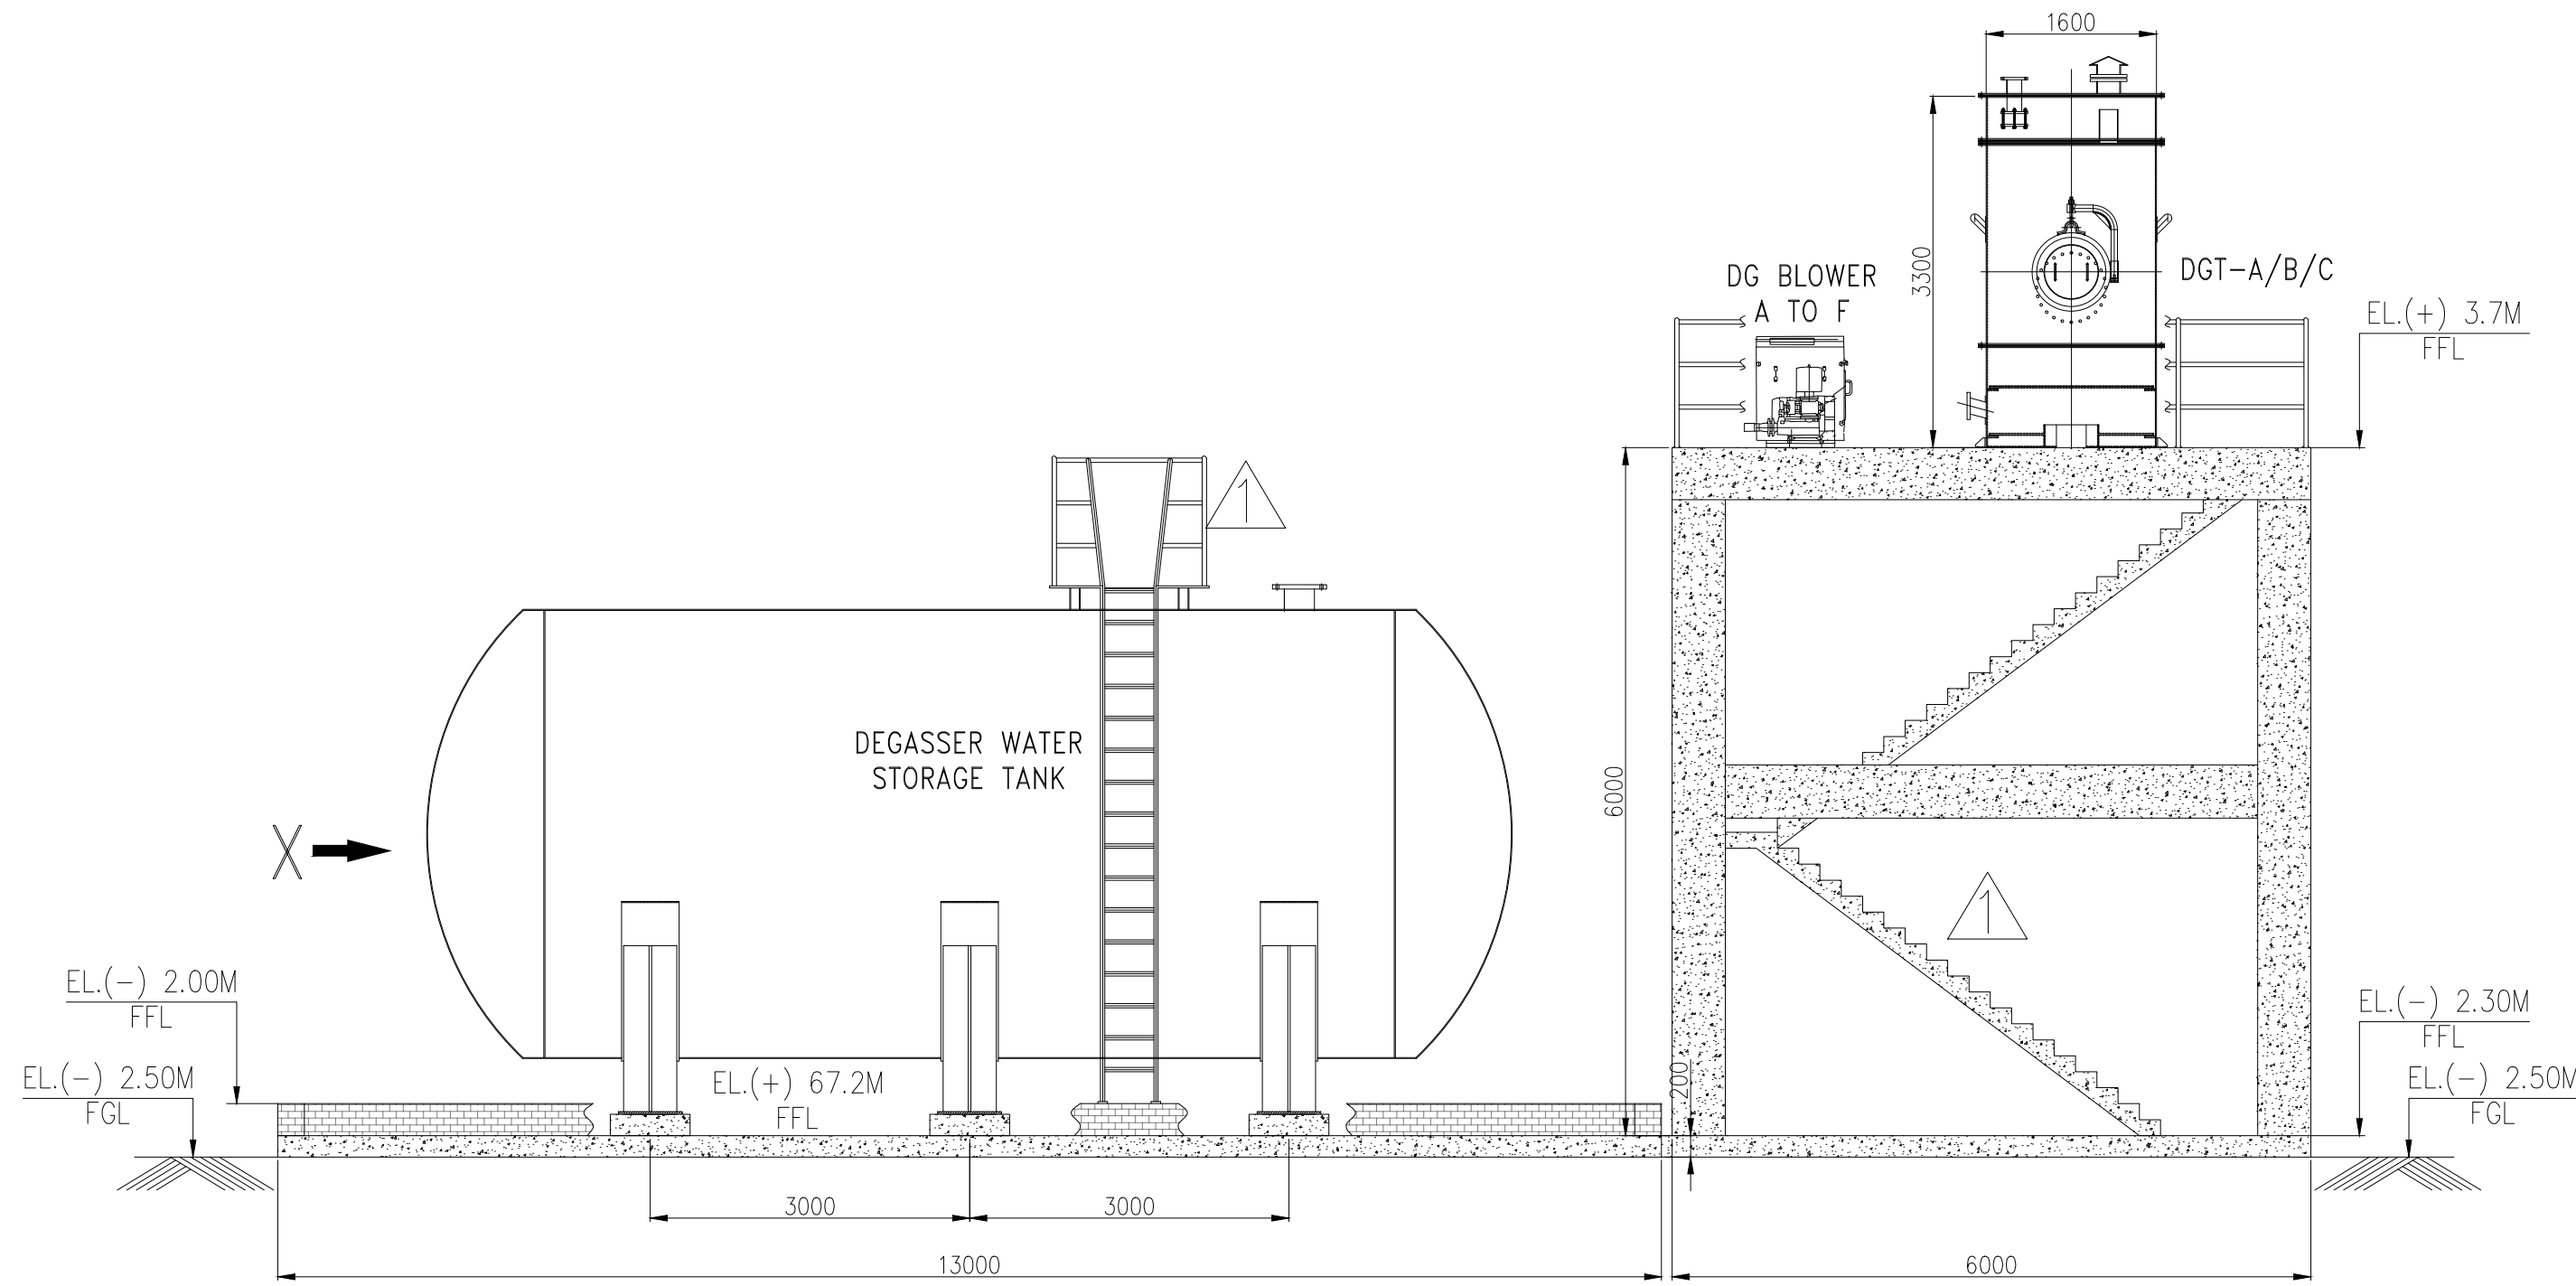 1600
3300
DG BLOWER
A TO F
DGT-A/B/C
EL.(+) 3.7M
FFL
1
DEGASSER WATER
STORAGE TANK
6000
X
1
EL.(-) 2.00M
FFL
EL.(-) 2.50M
FGL
EL.(+) 67.2M
FFL
200
EL.(-) 2.30M
FFL
EL.(-) 2.50M
FGL
3000
3000
13000
6000